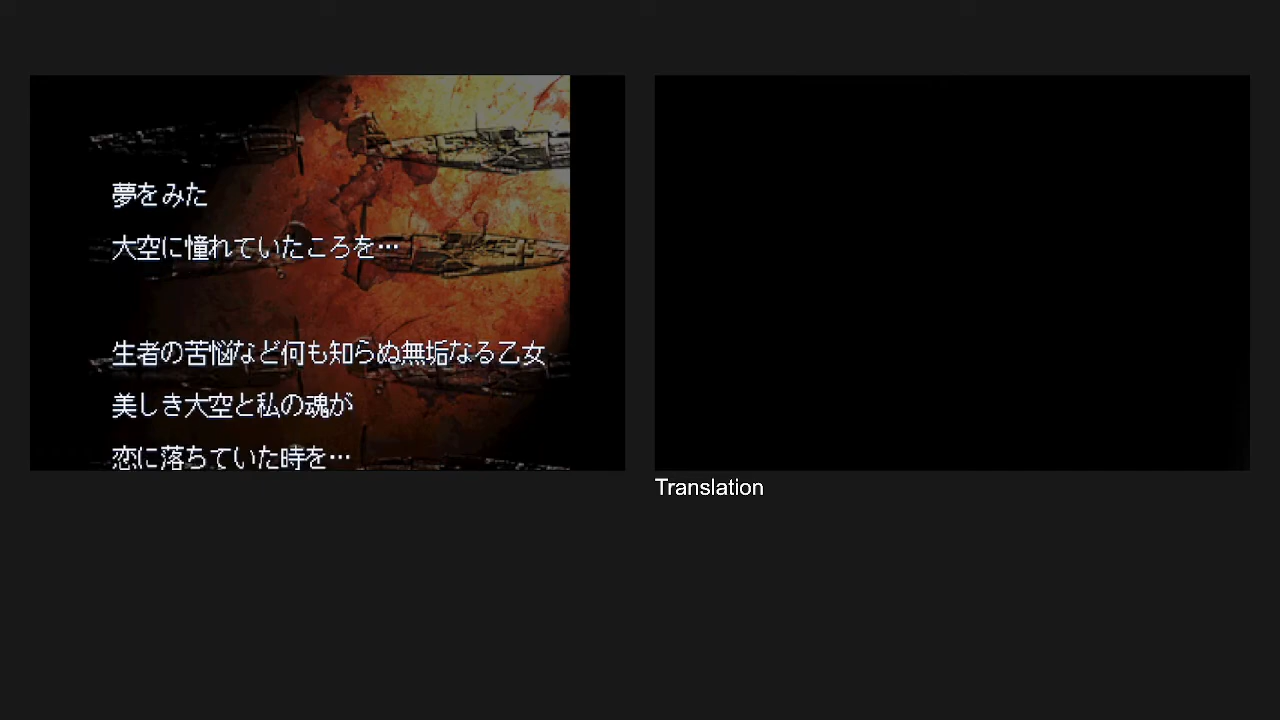 夢をみた
大空に憧れていたころを…
生者の苦悩など何も知らぬ無垢なる乙女
美しき大空と私の魂が
恋に落ちていた時を…
Translation